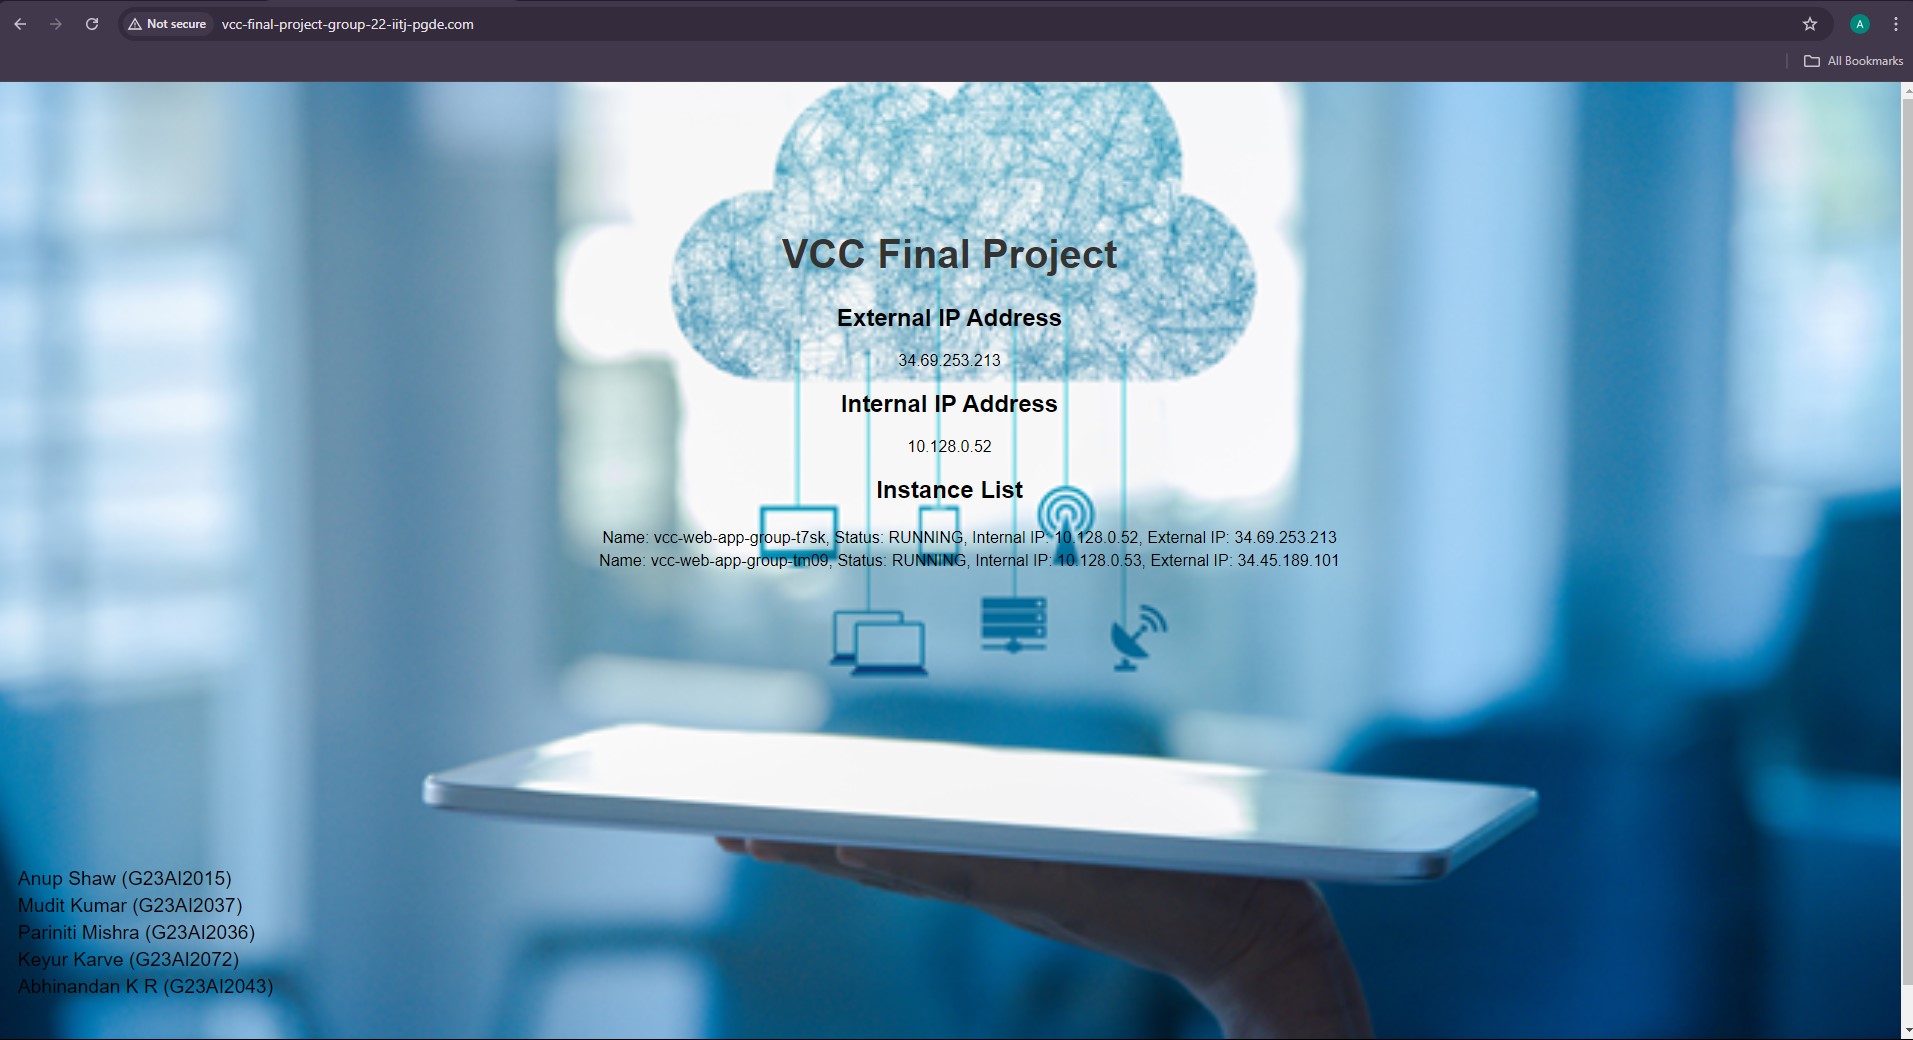 Not secure vcc-final-project-group-22-iitj-pgde.com A
All Bookmarks
VCC Final Project
External IP Address
34.69.253.213
Internal IP Address
10.128.0.52
Instance List
Name: vcc-web-app-group-t7sk, Status: RUNNING, Internal IP: 10.128.0.52, External IP: 34.69.253.213
Name: vcc-web-app-group-tm09, Status: RUNNING, Internal IP: 10.128.0.53, External IP: 34.45.189.101
Anup Shaw (G23AI2015)
Mudit Kumar (G23AI2037)
Pariniti Mishra (G23AI2036)
Keyur Karve (G23AI2072)
Abhinandan K R (G23AI2043)